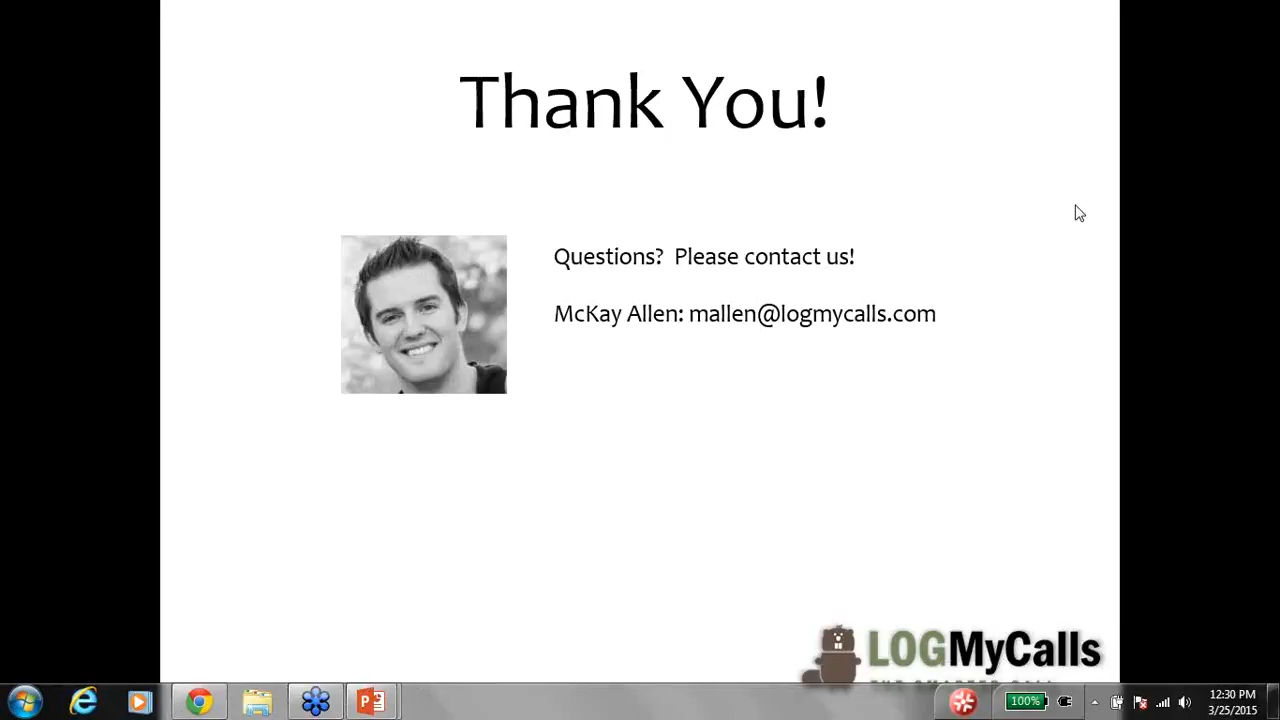 Thank You!
Questions?  Please contact us!
McKay Allen: mallen@logmycalls.com
LOGMyCalls
100%
12:30 PM
3/25/2015